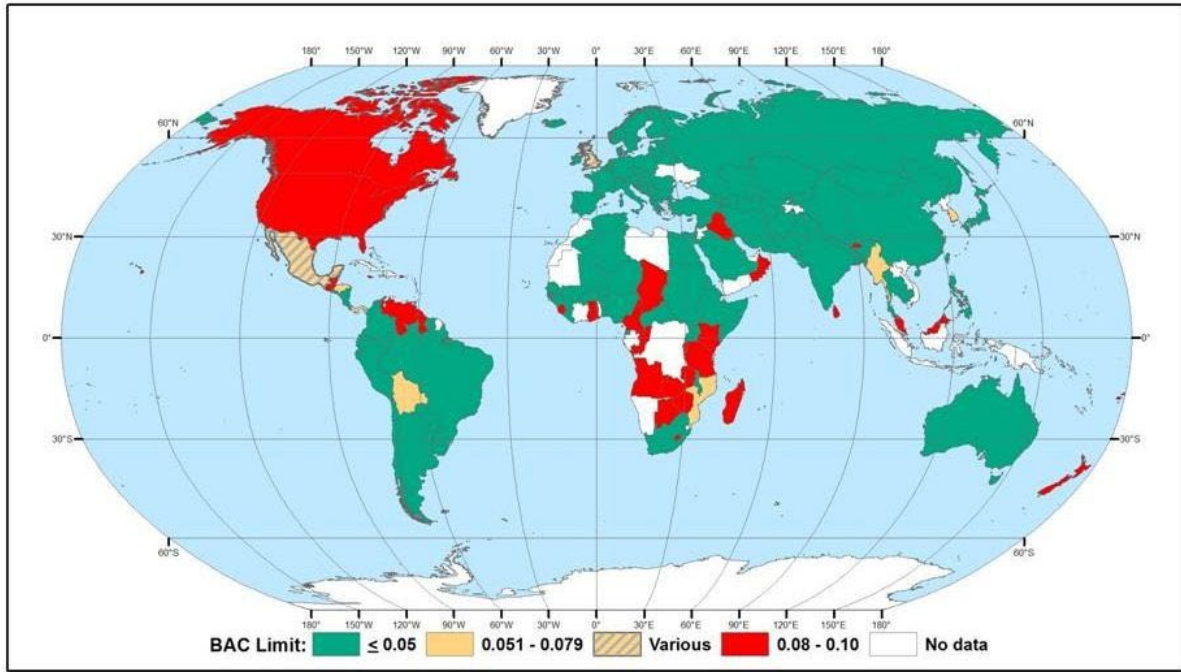 180° 150°W 120°W 90°W 60°W 30°W 0° 30°E 60°E 90°E 120°E 150°E 180°
60°N 60°N
30°N 30°N
0° 0°
30°S 30°S
60°S 60°S
180° 150°W 120°W 90°W 60°W 30°W 0° 30°E 60°E 90°E 120°E 150°E 180°
BAC Limit: ≤ 0.05 0.051 - 0.079 Various 0.08 - 0.10 No data